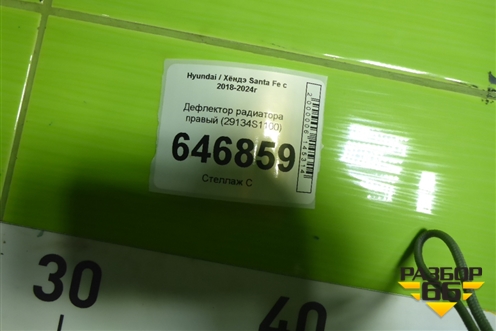 Hyundai / Хёндэ Santa Fe с
2018-2024г
Дефлектор радиатора
правый (29134S1100)
646859
Стеллаж С
30
40
РАЗБОР
66